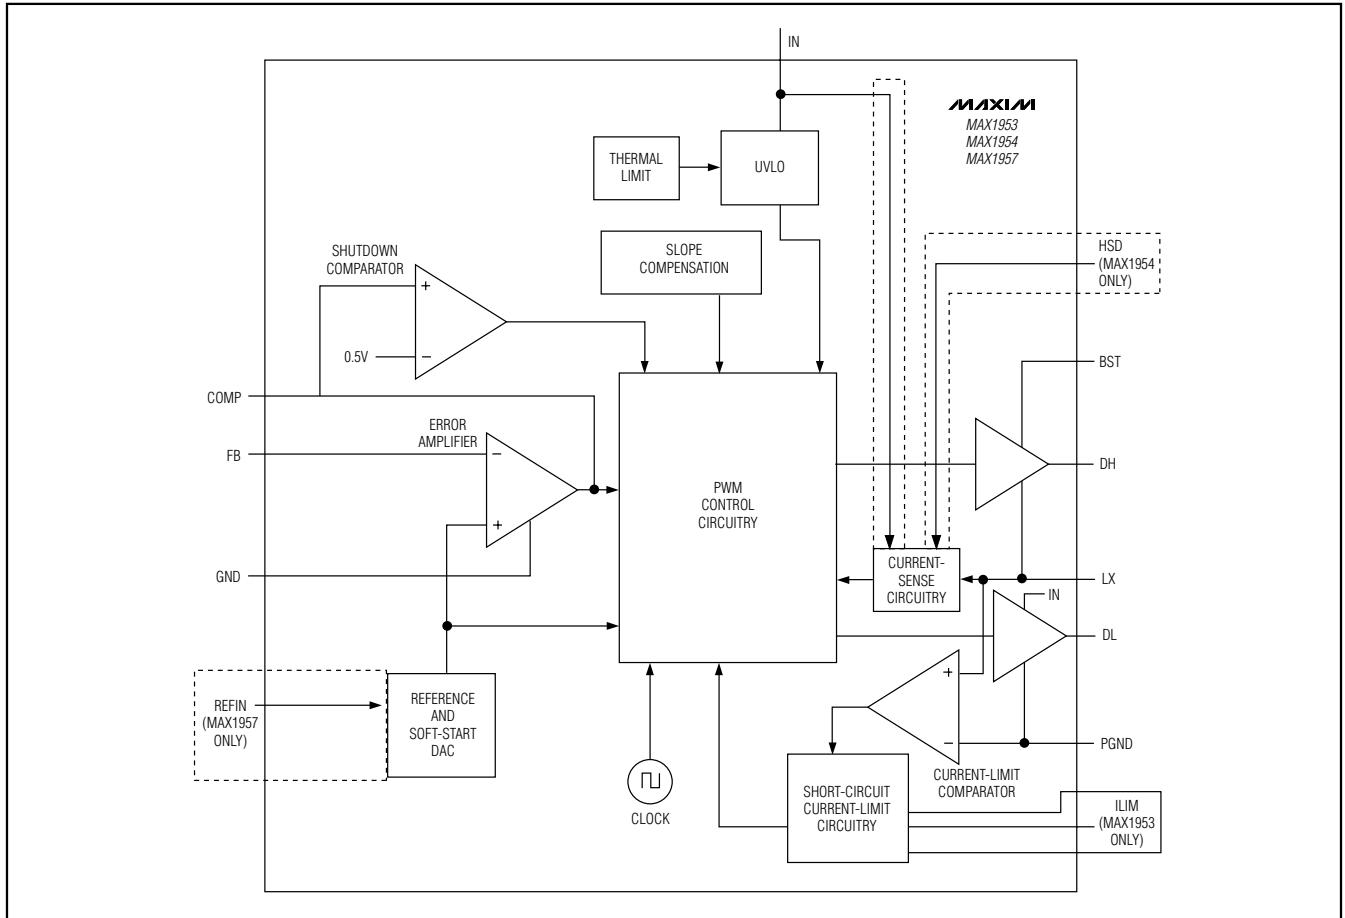 IN
MAXIM
MAX1953
MAX1954
MAX1957
THERMAL
LIMIT
UVLO
SLOPE
COMPENSATION
SHUTDOWN
COMPARATOR
+
0.5V
−
HSD
(MAX1954
ONLY)
BST
COMP
ERROR
AMPLIFIER
FB
−
+
PWM
CONTROL
CIRCUITRY
DH
GND
CURRENT-
SENSE
CIRCUITRY
LX
IN
DL
REFIN
(MAX1957
ONLY)
REFERENCE
AND
SOFT-START
DAC
+
−
PGND
CURRENT-LIMIT
COMPARATOR
CLOCK
SHORT-CIRCUIT
CURRENT-LIMIT
CIRCUITRY
ILIM
(MAX1953
ONLY)